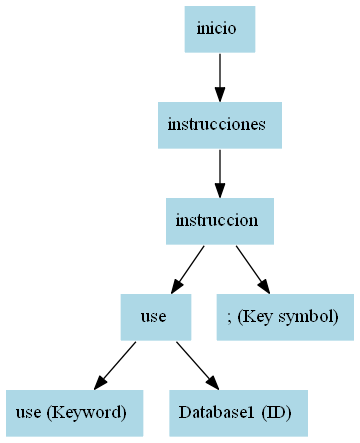 inicio
instrucciones
instruccion
use
; (Key symbol)
use (Keyword)
Database1 (ID)